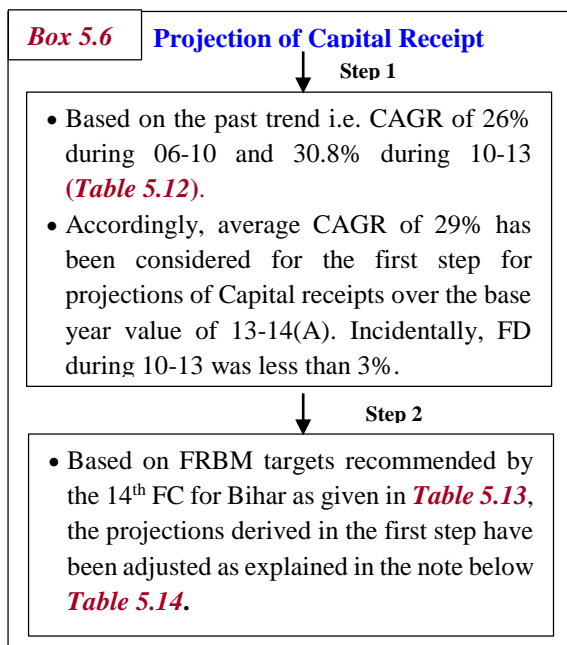 Box 5.6 Projection of Capital Receipt
Step 1
• Based on the past trend i.e. CAGR of 26%
during 06-10 and 30.8% during 10-13
(Table 5.12).
• Accordingly, average CAGR of 29% has
been considered for the first step for
projections of Capital receipts over the base
year value of 13-14(A). Incidentally, FD
during 10-13 was less than 3%.
Step 2
• Based on FRBM targets recommended by
the 14th FC for Bihar as given in Table 5.13,
the projections derived in the first step have
been adjusted as explained in the note below
Table 5.14.